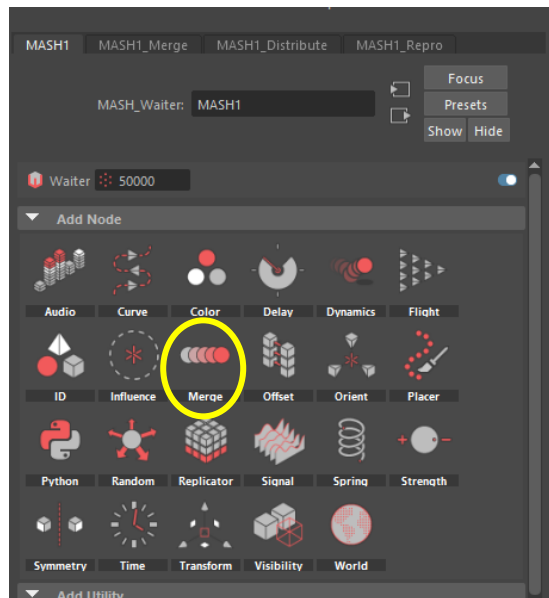 MASH1 MASH1_Merge MASH1_Distribute MASH1_Repro
Focus
MASH_Waiter: MASH1 Presets
Show Hide
Waiter 50000
Add Node
Audio Curve Color Delay Dynamics Flight
ID Influence Merge Offset Orient Placer
Python Random Replicator Signal Spring Strength
Symmetry Time Transform Visibility World
Add Utility